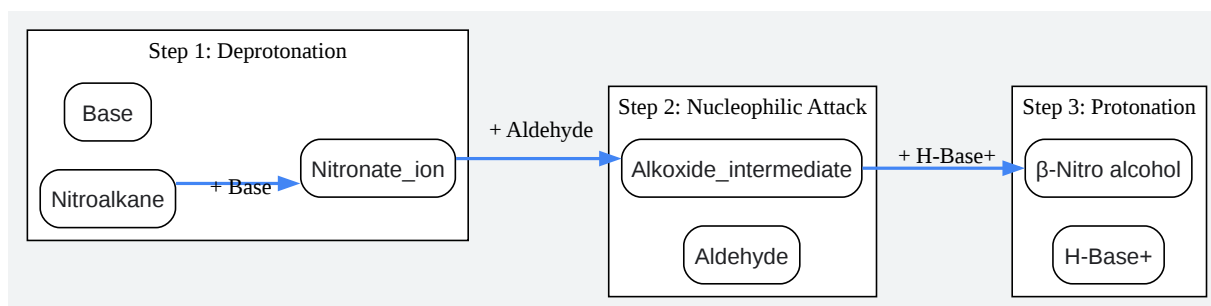 Step 1: Deprotonation
Base
Nitroalkane
+ Base
Nitronate_ion
+ Aldehyde
Step 2: Nucleophilic Attack
Alkoxide_intermediate
Aldehyde
+ H-Base+
Step 3: Protonation
β-Nitro alcohol
H-Base+